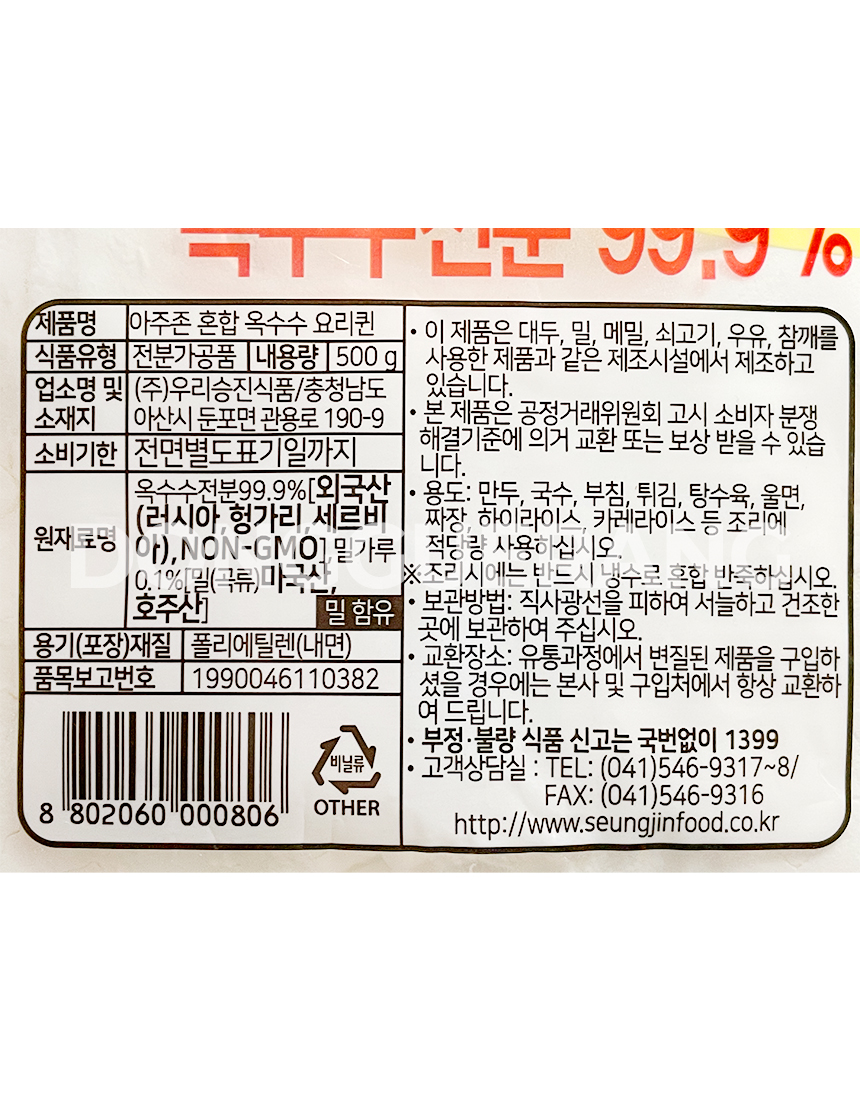 옥수수전분 99.9%
제품명 아주존 혼합 옥수수 요리퀸
식품유형 전분가공품 내용량 500 g
업소명 및 소재지 (주)우리승진식품/충청남도
아산시 둔포면 관용로 190-9
소비기한 전면별도표기일까지
원재료명 옥수수전분99.9%[외국산
(러시아,헝가리,세르비
아),NON-GMO],밀가루
0.1%[밀(곡류)미국산,
호주산]
밀 함유
용기(포장)재질 폴리에틸렌(내면)
품목보고번호 1990046110382
8 802060 000806
비닐류
OTHER
• 이 제품은 대두, 밀, 메밀, 쇠고기, 우유, 참깨를
사용한 제품과 같은 제조시설에서 제조하고
있습니다.
• 본 제품은 공정거래위원회 고시 소비자 분쟁
해결기준에 의거 교환 또는 보상 받을 수 있습
니다.
• 용도: 만두, 국수, 부침, 튀김, 탕수육, 울면,
짜장, 하이라이스, 카레라이스 등 조리에
적당량 사용하십시오.
※조리시에는 반드시 냉수로 혼합 반죽하십시오.
• 보관방법: 직사광선을 피하여 서늘하고 건조한
곳에 보관하여 주십시오.
• 교환장소: 유통과정에서 변질된 제품을 구입하
셨을 경우에는 본사 및 구입처에서 항상 교환하
여 드립니다.
• 부정·불량 식품 신고는 국번없이 1399
• 고객상담실 : TEL: (041)546-9317~8/
FAX: (041)546-9316
http://www.seungjinfood.co.kr